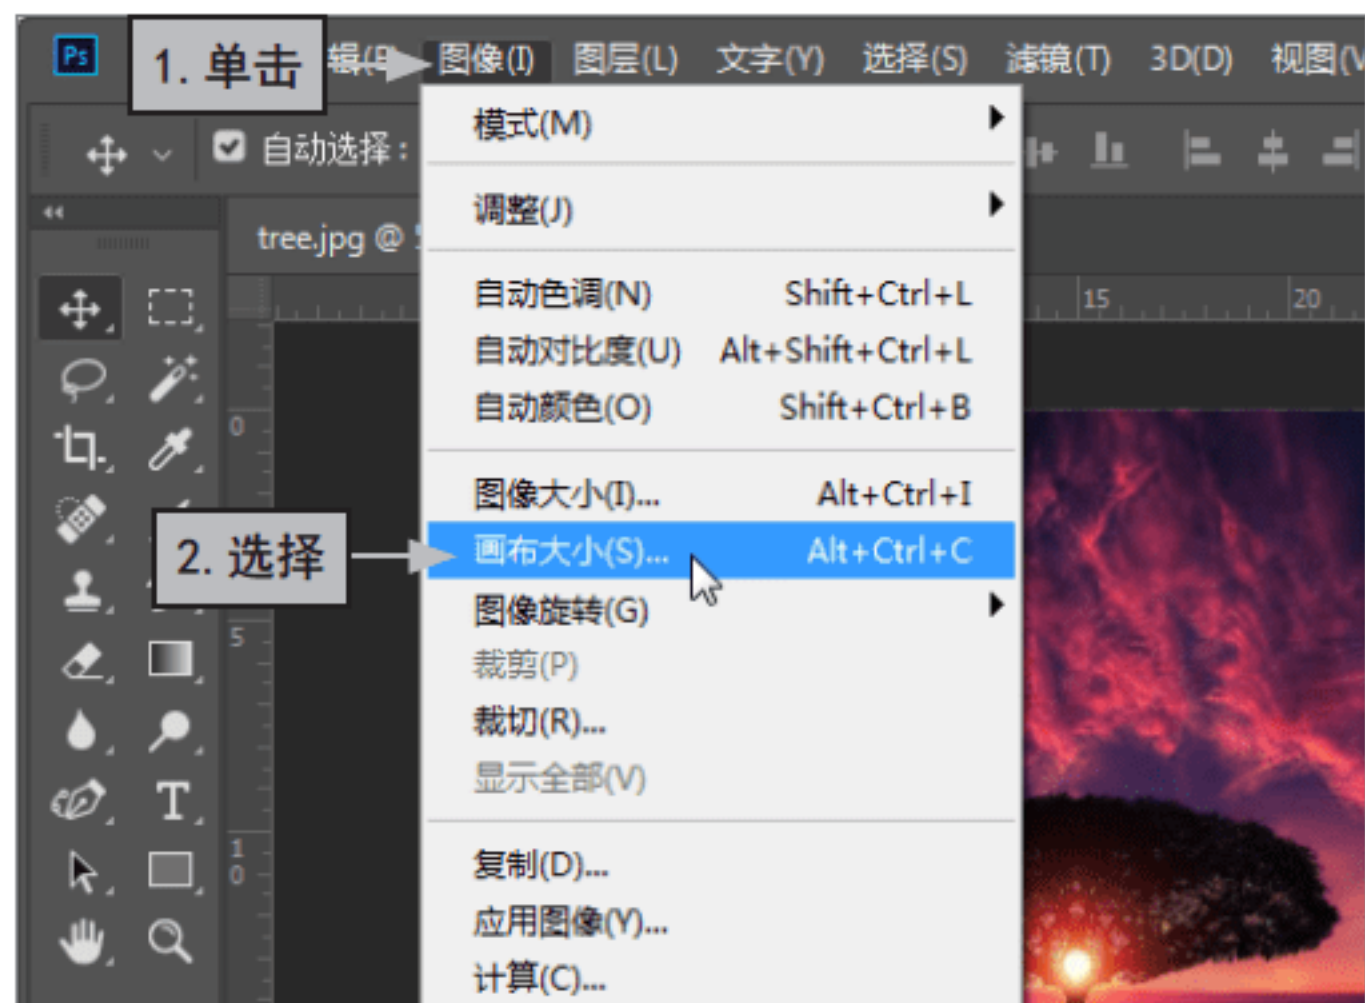 Ps
1. 单击
辑(E
图像(I) 图层(L) 文字(Y) 选择(S) 滤镜(T) 3D(D) 视图(V
自动选择：
tree.jpg @
模式(M)
调整(J)
自动色调(N) Shift+Ctrl+L
自动对比度(U) Alt+Shift+Ctrl+L
自动颜色(O) Shift+Ctrl+B
图像大小(I)... Alt+Ctrl+I
2. 选择
画布大小(S)... Alt+Ctrl+C
图像旋转(G)
裁剪(P)
裁切(R)...
显示全部(V)
复制(D)...
应用图像(Y)...
计算(C)...
15 20
0
5
10
T